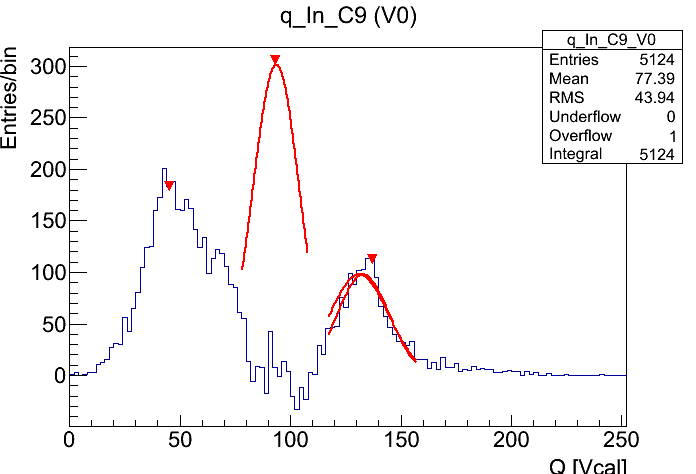 q_In_C9 (V0)
Entries/bin
q_In_C9_V0
Entries 5124
Mean 77.39
RMS 43.94
Underflow 0
Overflow 1
Integral 5124
300
250
200
150
100
50
0
0 50 100 150 200 250
Q [Vcal]